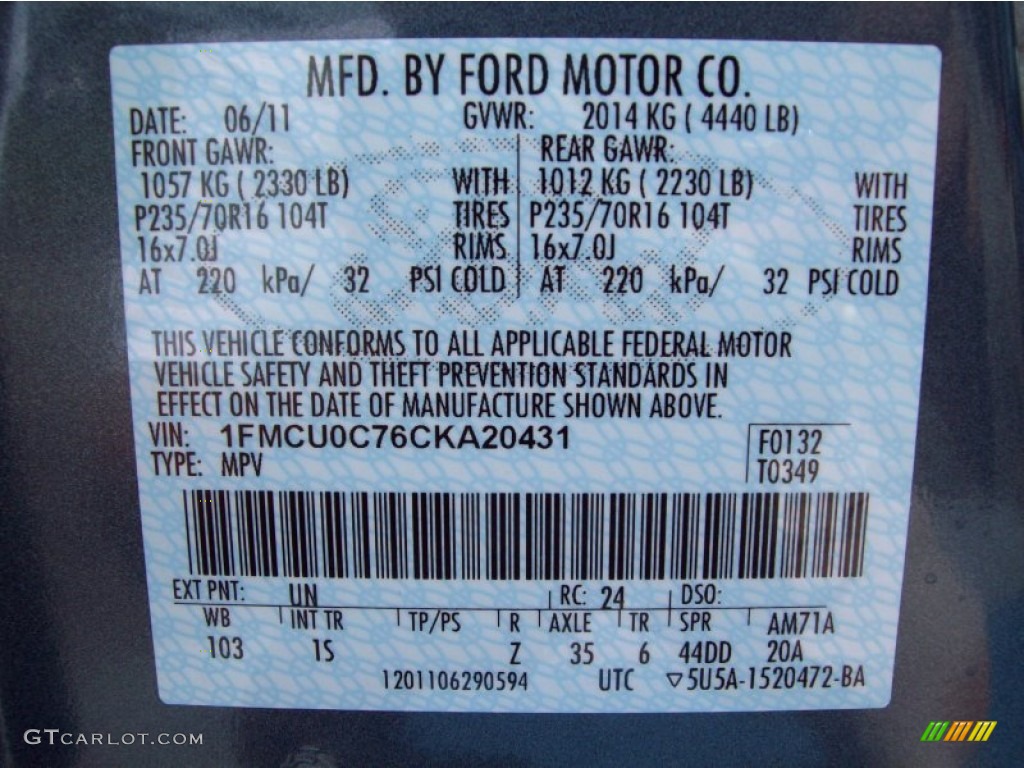 MFD. BY FORD MOTOR CO.
DATE: 06/11 GVWR: 2014 KG ( 4440 LB)
FRONT GAWR: REAR GAWR:
1057 KG ( 2330 LB) WITH 1012 KG ( 2230 LB) WITH
P235/70R16 104T TIRES P235/70R16 104T TIRES
16x7.0J RIMS 16x7.0J RIMS
AT 220 kPa/ 32 PSI COLD AT 220 kPa/ 32 PSI COLD
THIS VEHICLE CONFORMS TO ALL APPLICABLE FEDERAL MOTOR
VEHICLE SAFETY AND THEFT PREVENTION STANDARDS IN
EFFECT ON THE DATE OF MANUFACTURE SHOWN ABOVE.
VIN: 1FMCU0C76CKA20431 F0132
TYPE: MPV T0349
EXT PNT: UN RC: 24 DSO:
WB INT TR TP/PS R AXLE TR SPR AM71A
103 1S Z 35 6 44DD 20A
1201106290594 UTC ▽5U5A-1520472-BA
GTCARLOT.COM